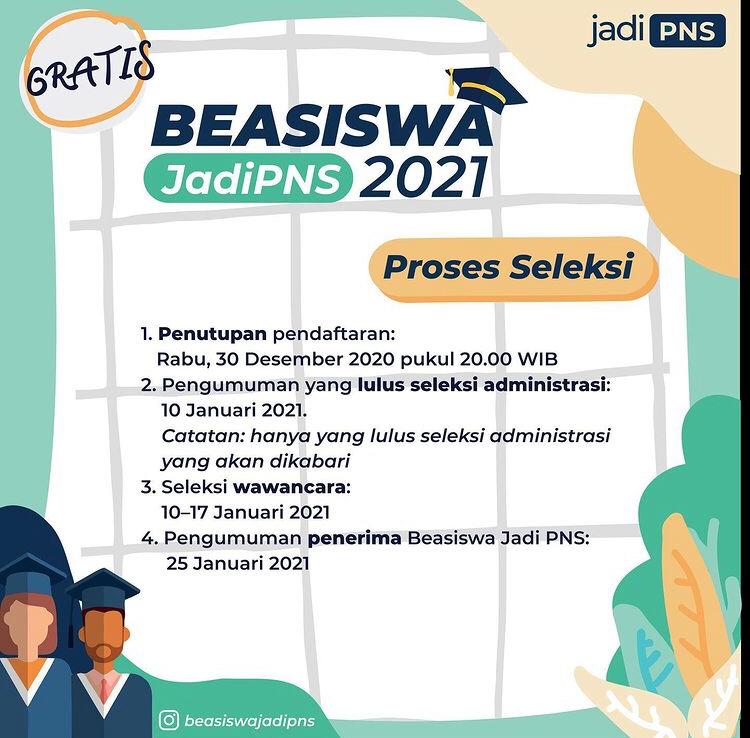 GRATIS
jadi PNS
BEASISWA
JadiPNS 2021
Proses Seleksi
1. Penutupan pendaftaran:
Rabu, 30 Desember 2020 pukul 20.00 WIB
2. Pengumuman yang lulus seleksi administrasi:
10 Januari 2021.
Catatan: hanya yang lulus seleksi administrasi
yang akan dikabari
3. Seleksi wawancara:
10–17 Januari 2021
4. Pengumuman penerima Beasiswa Jadi PNS:
25 Januari 2021
beasiswajadipns